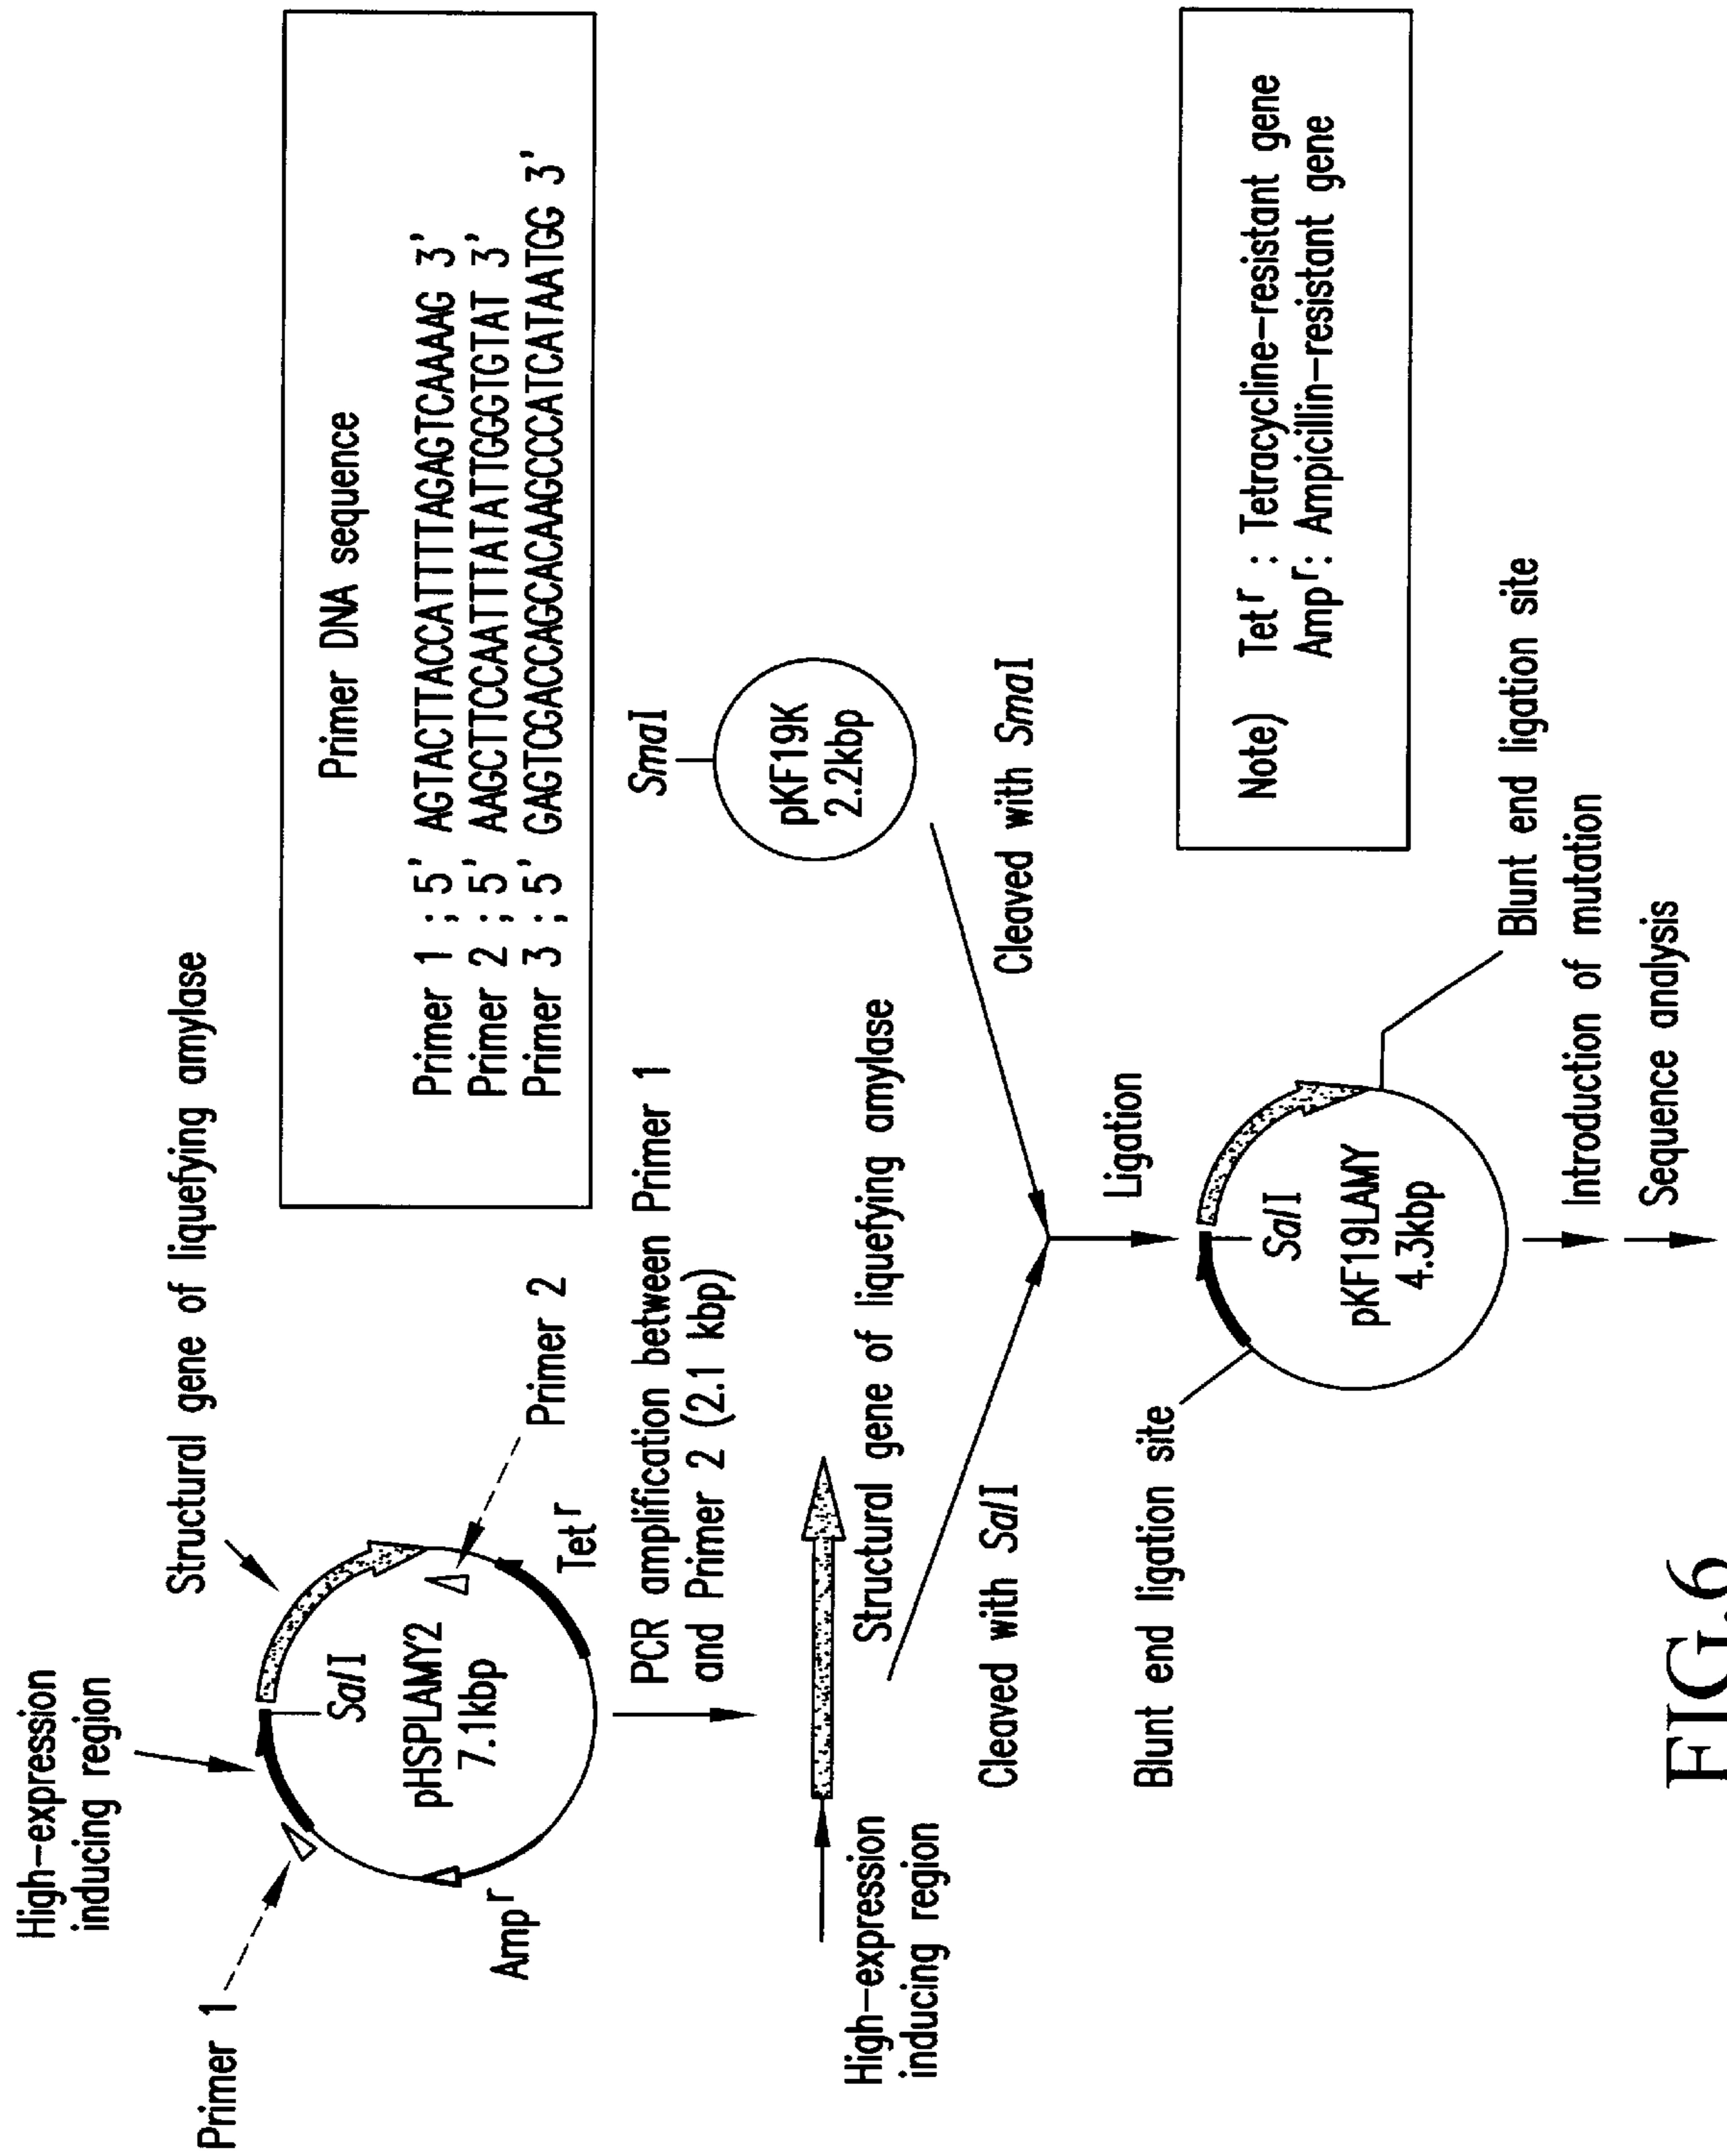 High-expression
inducing region
Structural gene of liquefying amylase
Primer 1
SalI
pHSPLAMY2
7.1kbp
Primer 2
Amp^r
Tet^r
Primer DNA sequence
Primer 1 ; 5' AGTACTTACCATTTTAGAGTCAAAAG 3'
Primer 2 ; 5' AAGCTTCCAATTTATATTGGGTGTAT 3'
Primer 3 ; 5' GAGTCGACCAGCACAAGCCCATCATAATGG 3'
PCR amplification between Primer 1
and Primer 2 (2.1 kbp)
SmaI
pKF19K
2.2kbp
High-expression
inducing region
Structural gene of liquefying amylase
Cleaved with SalI
Cleaved with SmaI
Ligation
Blunt end ligation site
SalI
pKF19LAMY
4.3kbp
Blunt end ligation site
Note) Tet^r : Tetracycline-resistant gene
Amp^r : Ampicillin-resistant gene
Introduction of mutation
Sequence analysis
FIG.6